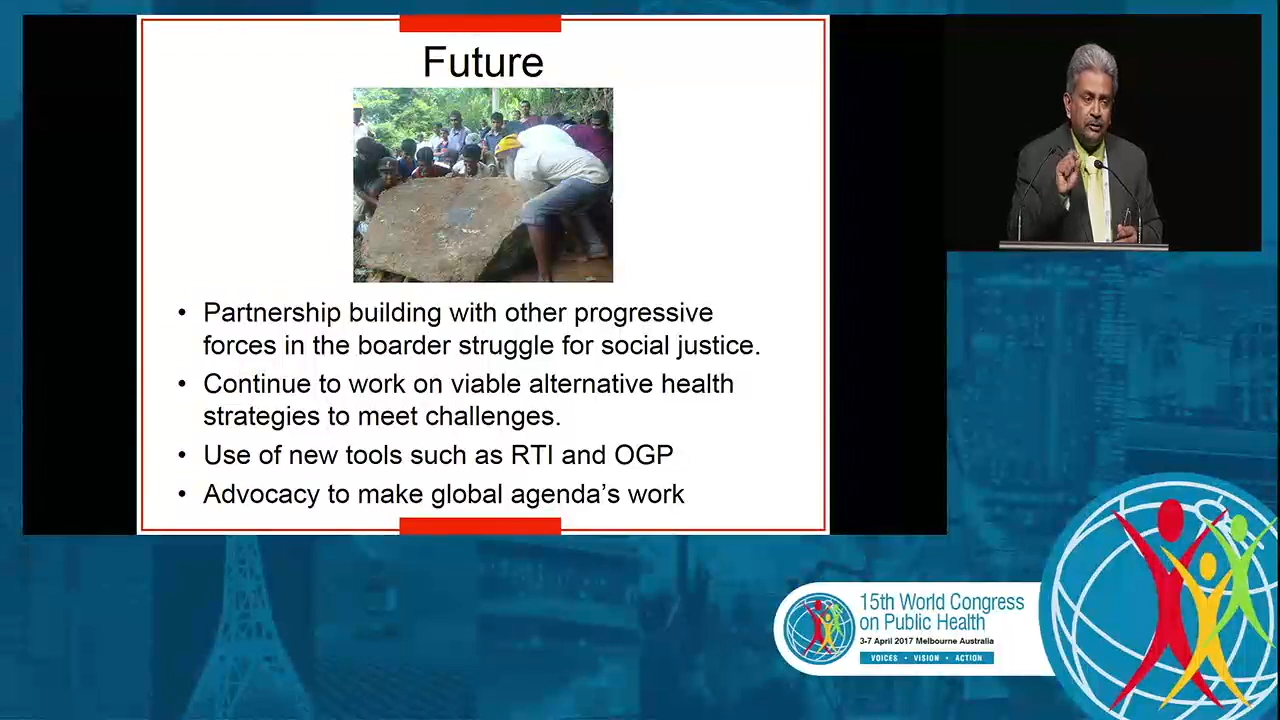 Future
• Partnership building with other progressive
forces in the boarder struggle for social justice.
• Continue to work on viable alternative health
strategies to meet challenges.
• Use of new tools such as RTI and OGP
• Advocacy to make global agenda’s work
15th World Congress
on Public Health
3-7 April 2017 Melbourne Australia
VOICES • VISION • ACTION